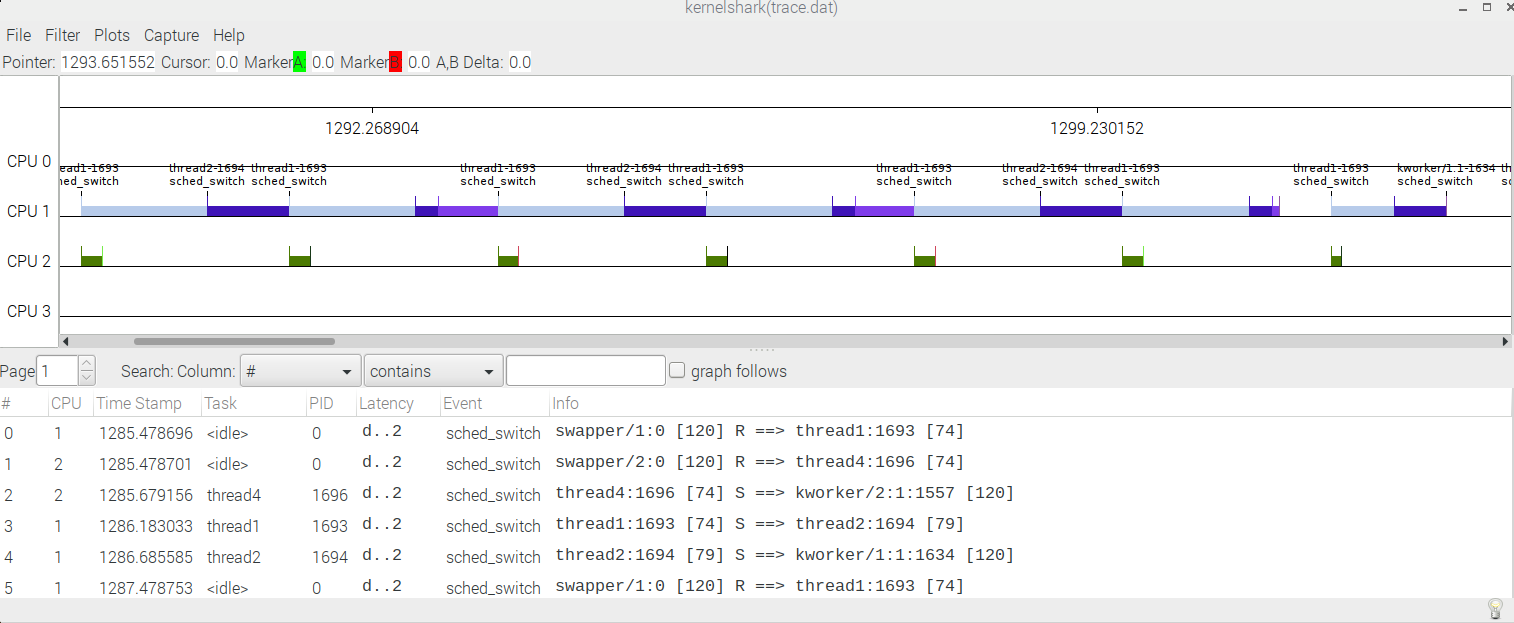 kernelshark(trace.dat)
File Filter Plots Capture Help
Pointer: 1293.651552 Cursor: 0.0 MarkerA: 0.0 MarkerB 0.0 A,B Delta: 0.0
1292.268904 1299.230152
CPU 0
ead1-1693 thread2-1694 thread1-1693 thread1-1693 thread2-1694 thread1-1693 thread1-1693 thread2-1694 thread1-1693 thread1-1693 kworker/1:1-1634 th
hed_switch sched_switch sched_switch sched_switch sched_switch sched_switch sched_switch sched_switch sched_switch sched_switch sched_switch sc
CPU 1
CPU 2
CPU 3
Page 1 Search: Column: # contains graph follows
# CPU Time Stamp Task PID Latency Event Info
0 1 1285.478696 <idle> 0 d..2 sched_switch swapper/1:0 [120] R ==> thread1:1693 [74]
1 2 1285.478701 <idle> 0 d..2 sched_switch swapper/2:0 [120] R ==> thread4:1696 [74]
2 2 1285.679156 thread4 1696 d..2 sched_switch thread4:1696 [74] S ==> kworker/2:1:1557 [120]
3 1 1286.183033 thread1 1693 d..2 sched_switch thread1:1693 [74] S ==> thread2:1694 [79]
4 1 1286.685585 thread2 1694 d..2 sched_switch thread2:1694 [79] S ==> kworker/1:1:1634 [120]
5 1 1287.478753 <idle> 0 d..2 sched_switch swapper/1:0 [120] R ==> thread1:1693 [74]